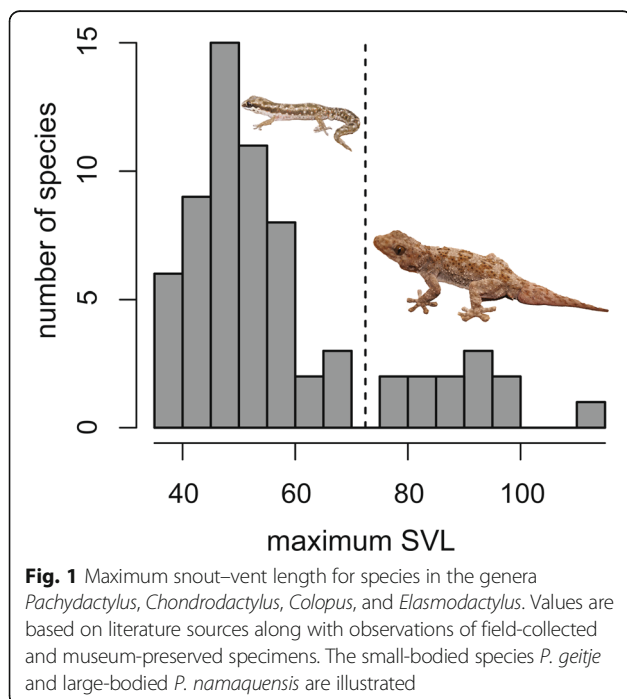 15
10
5
0
number of species
40 60 80 100
maximum SVL
Fig. 1 Maximum snout–vent length for species in the genera
Pachydactylus, Chondrodactylus, Colopus, and Elasmodactylus. Values are
based on literature sources along with observations of field-collected
and museum-preserved specimens. The small-bodied species P. geitje
and large-bodied P. namaquensis are illustrated